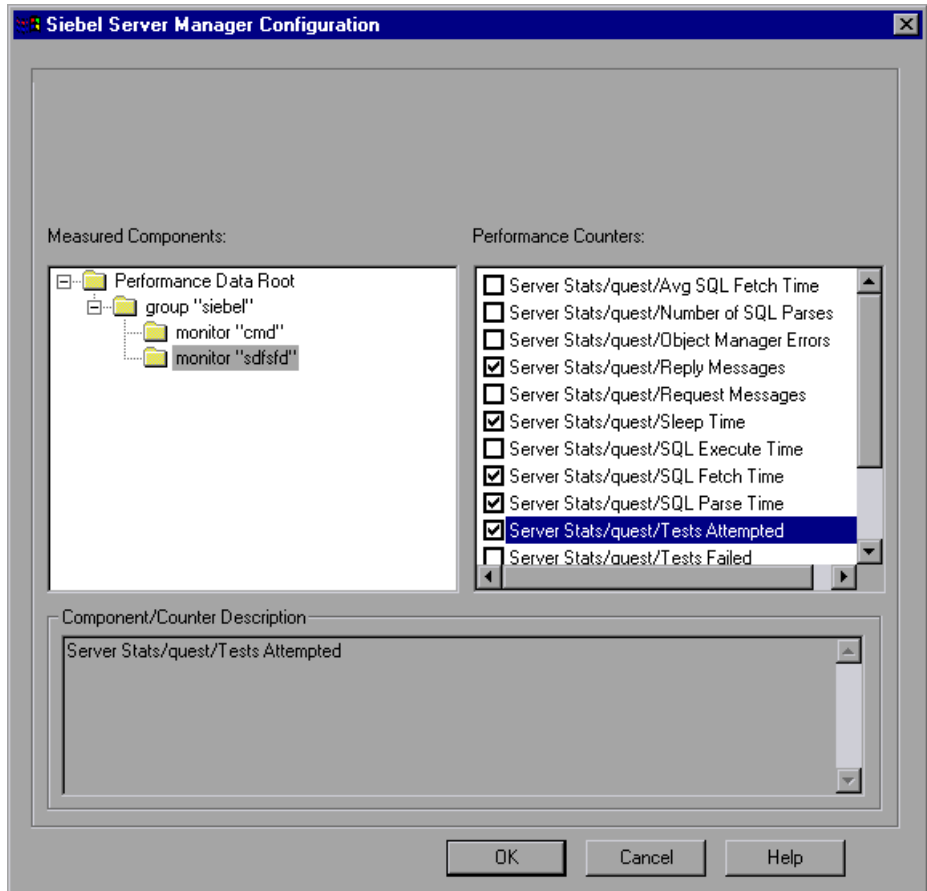 Siebel Server Manager Configuration
Measured Components:
Performance Counters:
Performance Data Root
group "siebel"
monitor "cmd"
monitor "sdfsfd"
Server Stats/quest/Avg SQL Fetch Time
Server Stats/quest/Number of SQL Parses
Server Stats/quest/Object Manager Errors
Server Stats/quest/Reply Messages
Server Stats/quest/Request Messages
Server Stats/quest/Sleep Time
Server Stats/quest/SQL Execute Time
Server Stats/quest/SQL Fetch Time
Server Stats/quest/SQL Parse Time
Server Stats/quest/Tests Attempted
Server Stats/quest/Tests Failed
Component/Counter Description
Server Stats/quest/Tests Attempted
OK
Cancel
Help